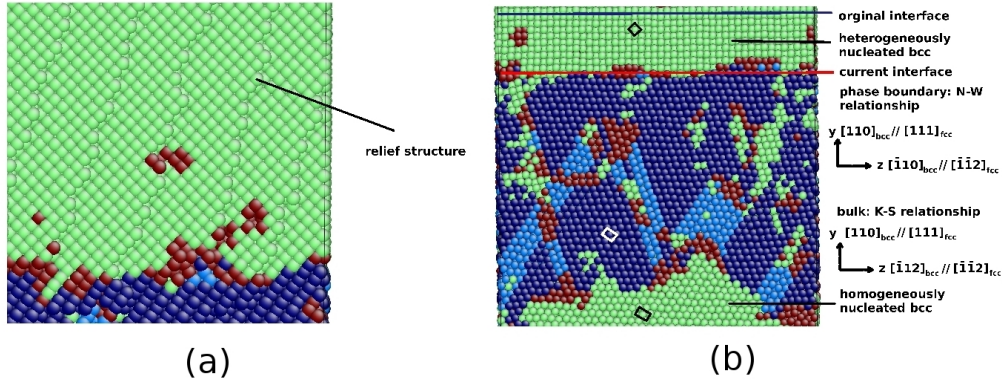 relief structure
(a)
orginal interface
heterogeneously
nucleated bcc
current interface
phase boundary: N-W
relationship
y [110]bcc// [111]fcc
z [1̄10]bcc// [1̄1̄2]fcc
bulk: K-S relationship
y [110]bcc// [111]fcc
z [1̄12]bcc// [1̄1̄2]fcc
homogeneously
nucleated bcc
(b)